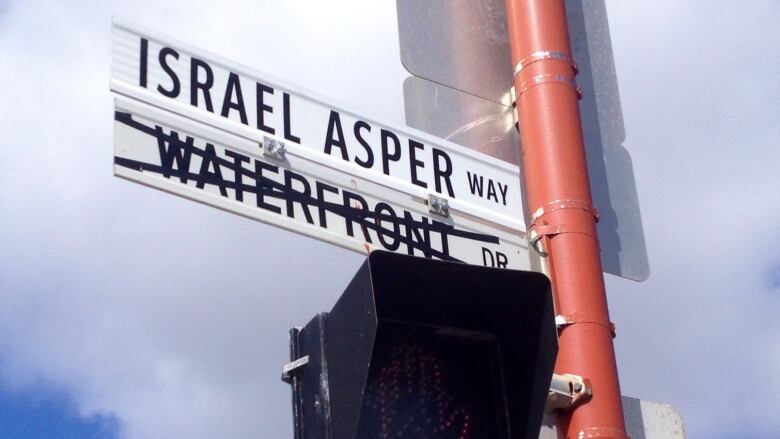 ISRAEL ASPER WAY
WATERFRONT DR